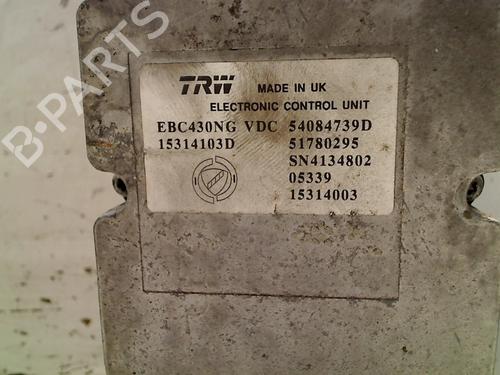 TRW MADE IN UK
ELECTRONIC CONTROL UNIT
EBC430NG VDC 54084739D
15314103D 51780295
SN4134802
05339
15314003
B-PARTS